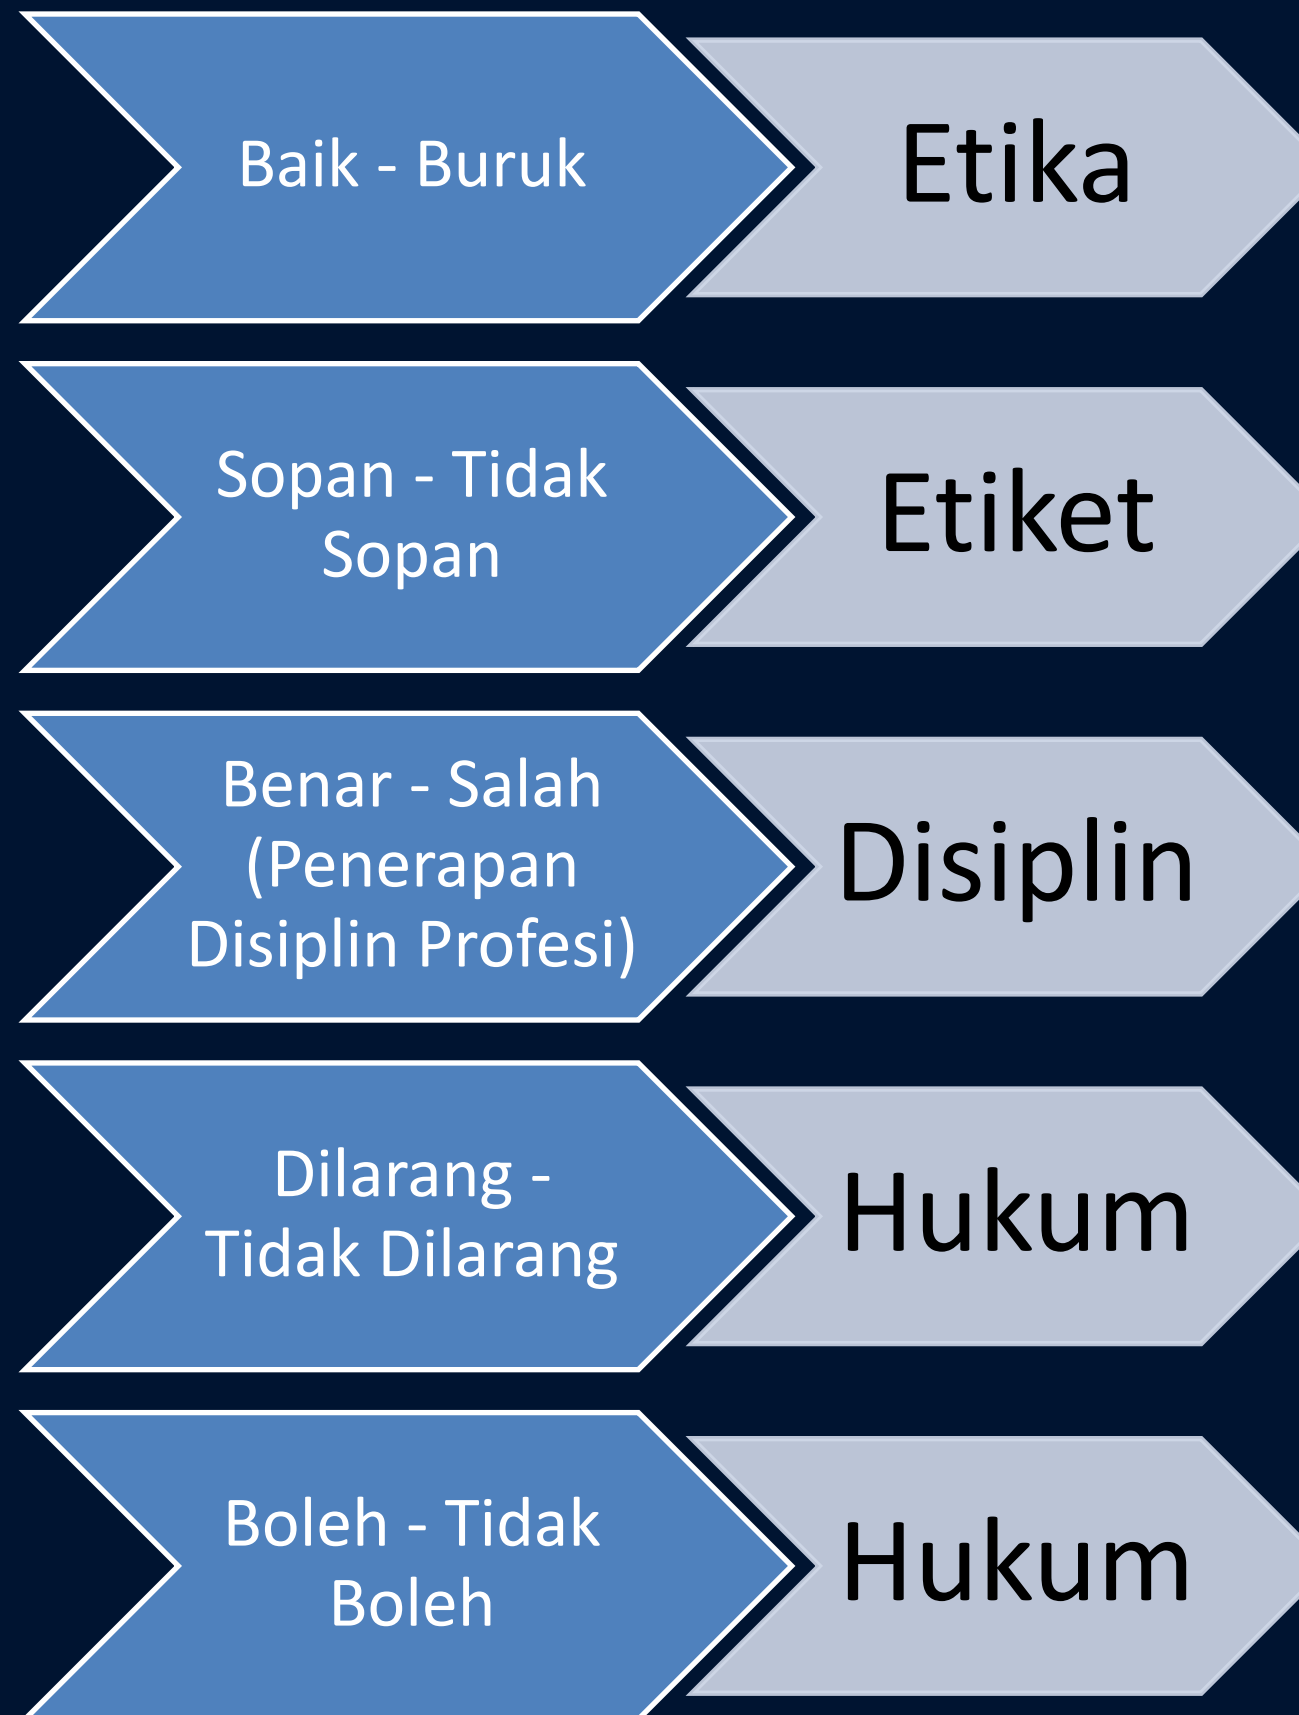 Baik - Buruk
Etika
Sopan - Tidak
Sopan
Etiket
Benar - Salah
(Penerapan
Disiplin Profesi)
Disiplin
Dilarang -
Tidak Dilarang
Hukum
Boleh - Tidak
Boleh
Hukum